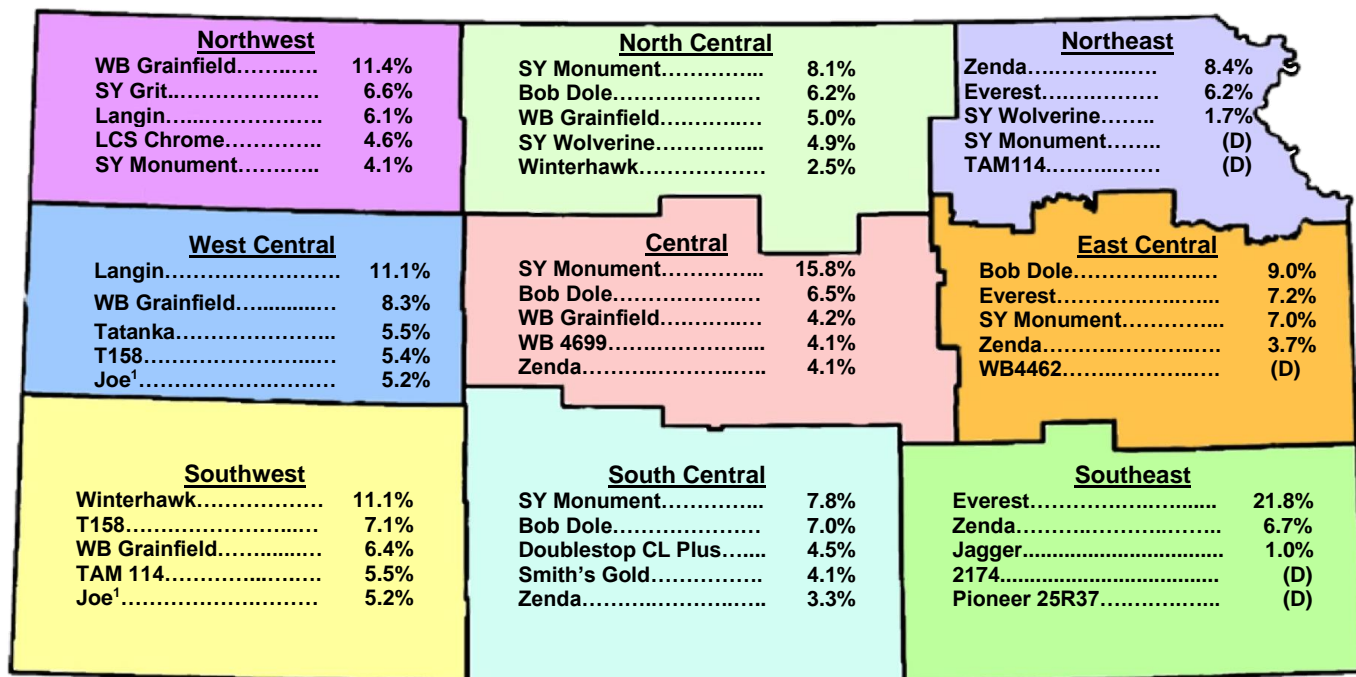 Northwest
WB Grainfield…….…. 11.4%
SY Grit..……………….…. 6.6%
Langin…...………….…… 6.1%
LCS Chrome………….. 4.6%
SY Monument…….….. 4.1%
North Central
SY Monument…………... 8.1%
Bob Dole…….……………. 6.2%
WB Grainfield………….… 5.0%
SY Wolverine………….... 4.9%
Winterhawk……………… 2.5%
Northeast
Zenda….………..…. 8.4%
Everest……………… 6.2%
SY Wolverine…….. 1.7%
SY Monument……. (D)
TAM114…..…..…… (D)
West Central
Langin……………………. 11.1%
WB Grainfield…..........… 8.3%
Tatanka…….…………….. 5.5%
T158……….…………...…. 5.4%
Joe¹………….…….……… 5.2%
Central
SY Monument…………... 15.8%
Bob Dole…….……………. 6.5%
WB Grainfield……….…… 4.2%
WB 4699……….………..... 4.1%
Zenda…………….…….….. 4.1%
East Central
Bob Dole…………...….…. 9.0%
Everest…………….….…... 7.2%
SY Monument…………... 7.0%
Zenda…………….…….….. 3.7%
WB4462……..………..…. (D)
Southwest
Winterhawk……………… 11.1%
T158……….…………...…. 7.1%
WB Grainfield…….....…. 6.4%
TAM 114……….…...….…. 5.5%
Joe¹………….…….……… 5.2%
South Central
SY Monument…………... 7.8%
Bob Dole…….……………. 7.0%
Doublestop CL Plus….... 4.5%
Smith's Gold……………. 4.1%
Zenda…………….…….….. 3.3%
Southeast
Everest…………….….…...... 21.8%
Zenda…………….…….……... 6.7%
Jagger.................................. 1.0%
2174..................................... (D)
Pioneer 25R37…..…….…... (D)